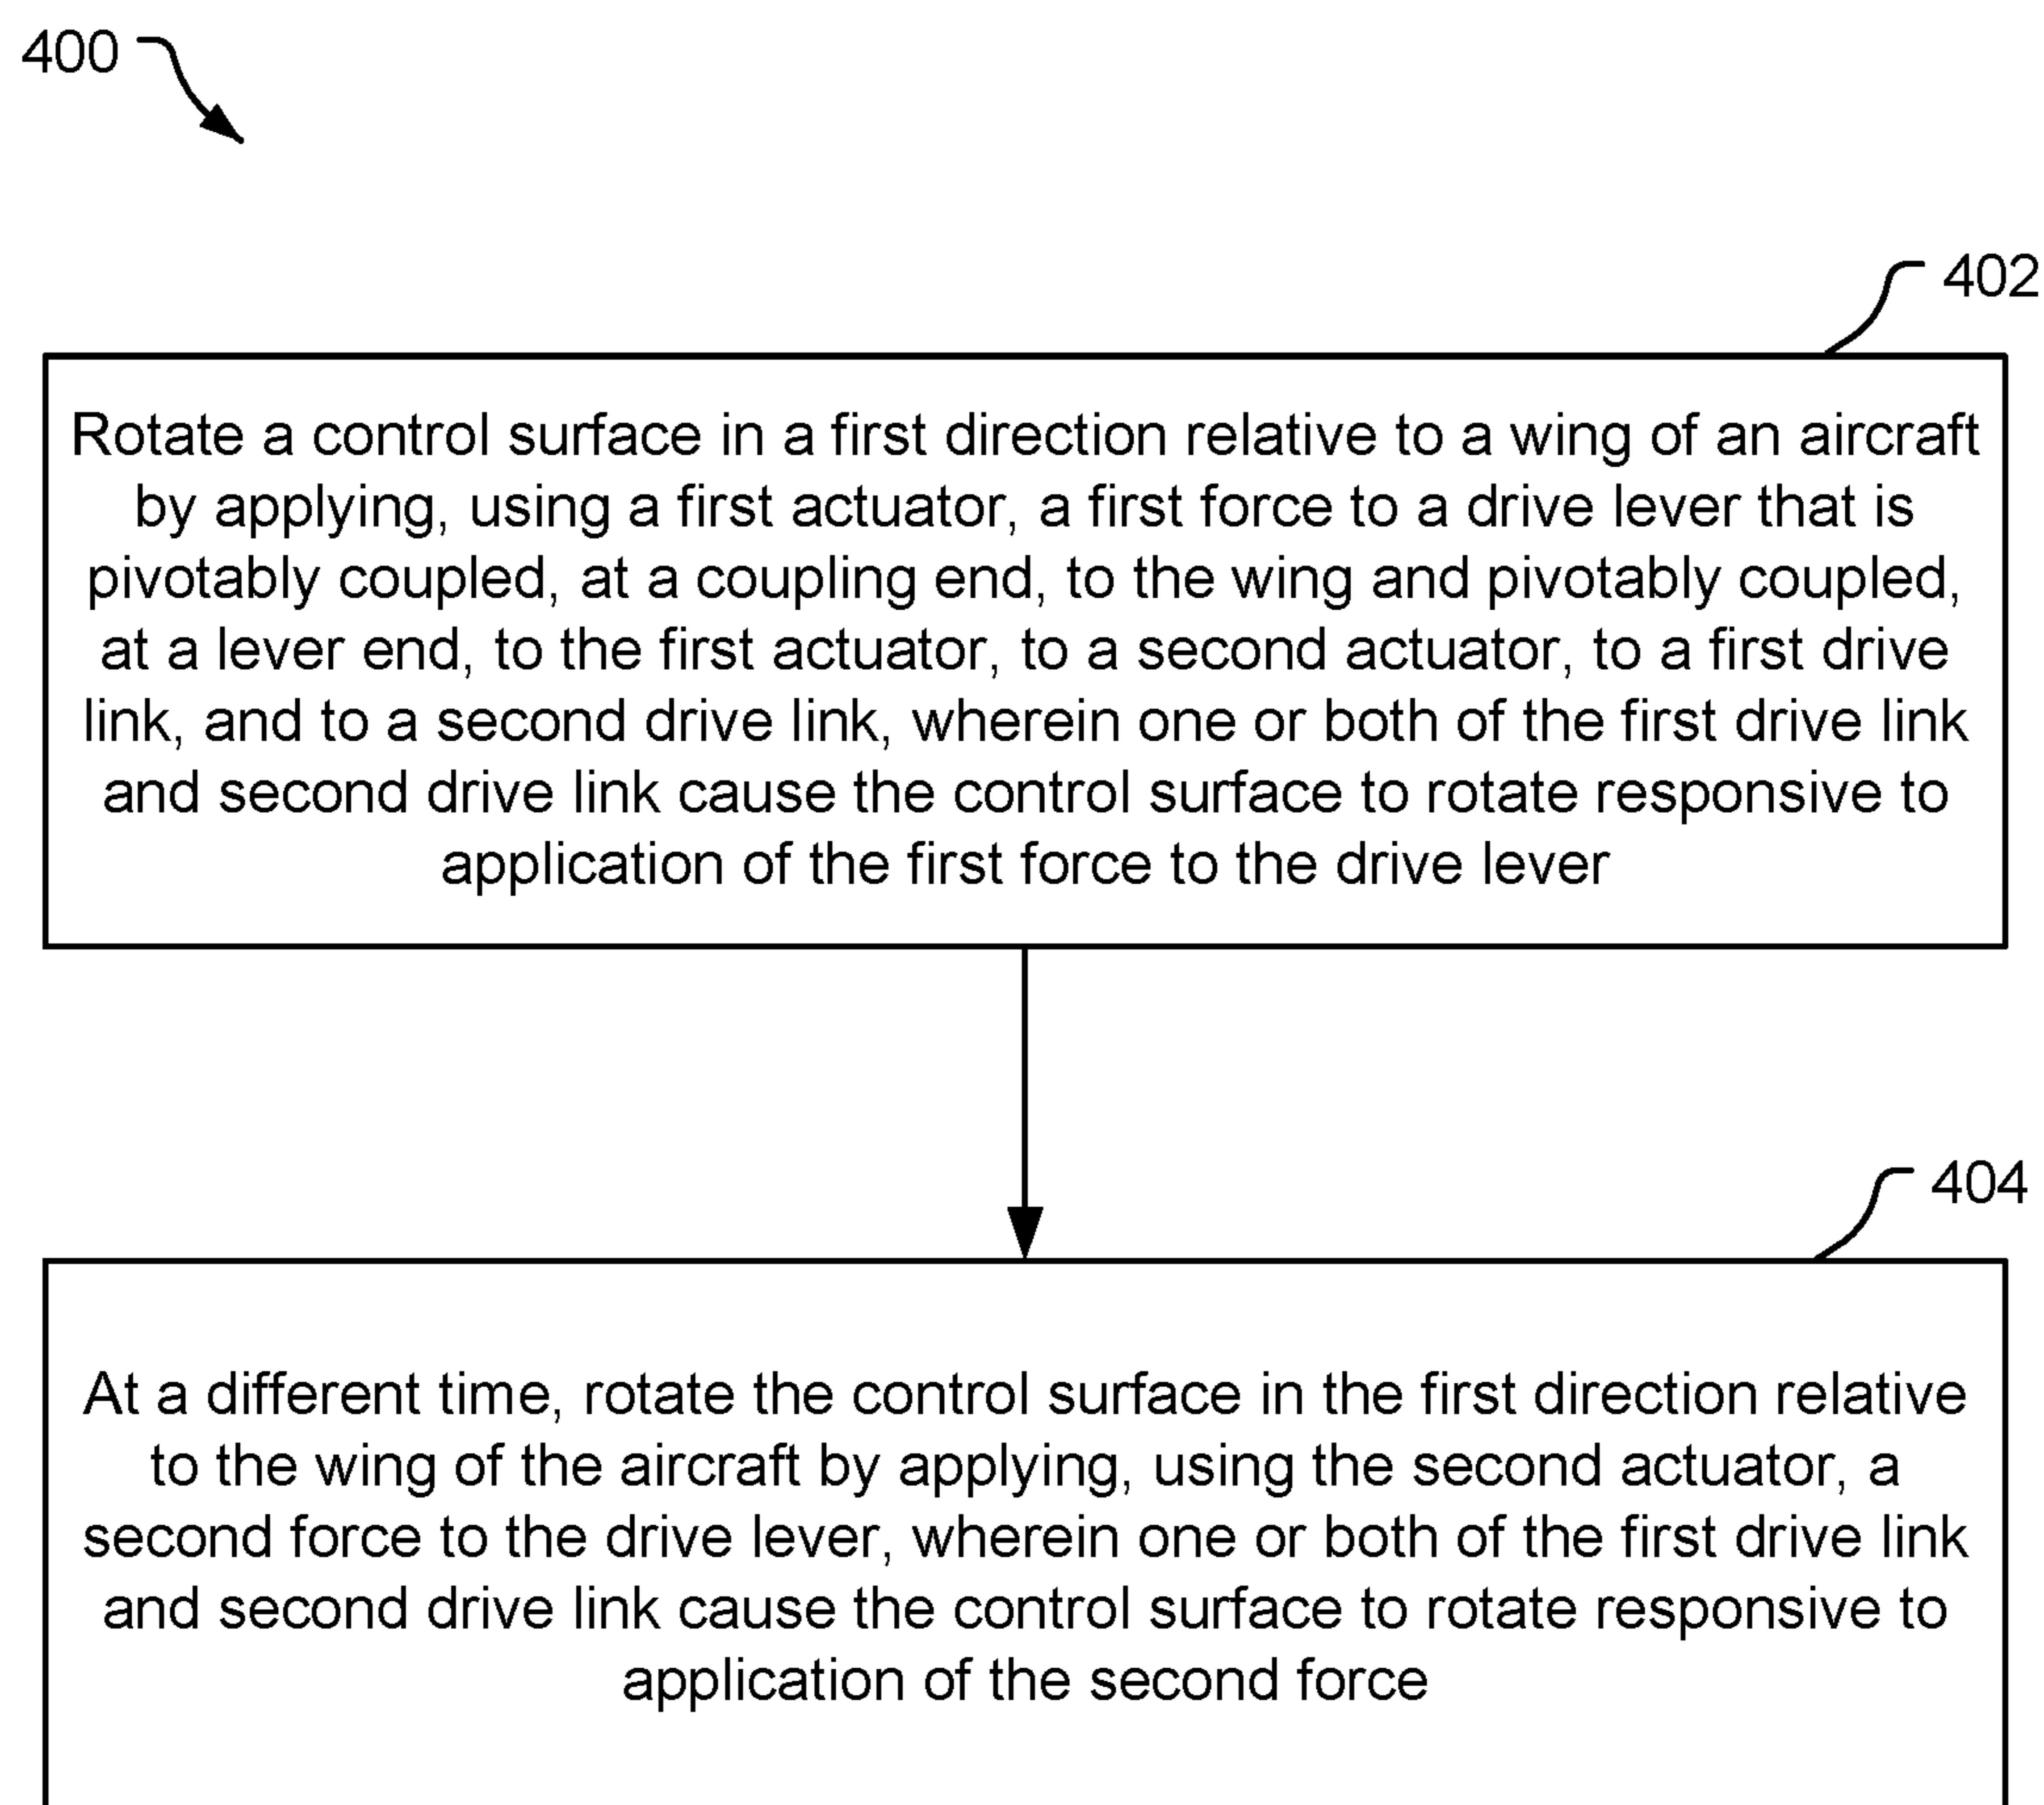 400
402
Rotate a control surface in a first direction relative to a wing of an aircraft
by applying, using a first actuator, a first force to a drive lever that is
pivotably coupled, at a coupling end, to the wing and pivotably coupled,
at a lever end, to the first actuator, to a second actuator, to a first drive
link, and to a second drive link, wherein one or both of the first drive link
and second drive link cause the control surface to rotate responsive to
application of the first force to the drive lever
404
At a different time, rotate the control surface in the first direction relative
to the wing of the aircraft by applying, using the second actuator, a
second force to the drive lever, wherein one or both of the first drive link
and second drive link cause the control surface to rotate responsive to
application of the second force